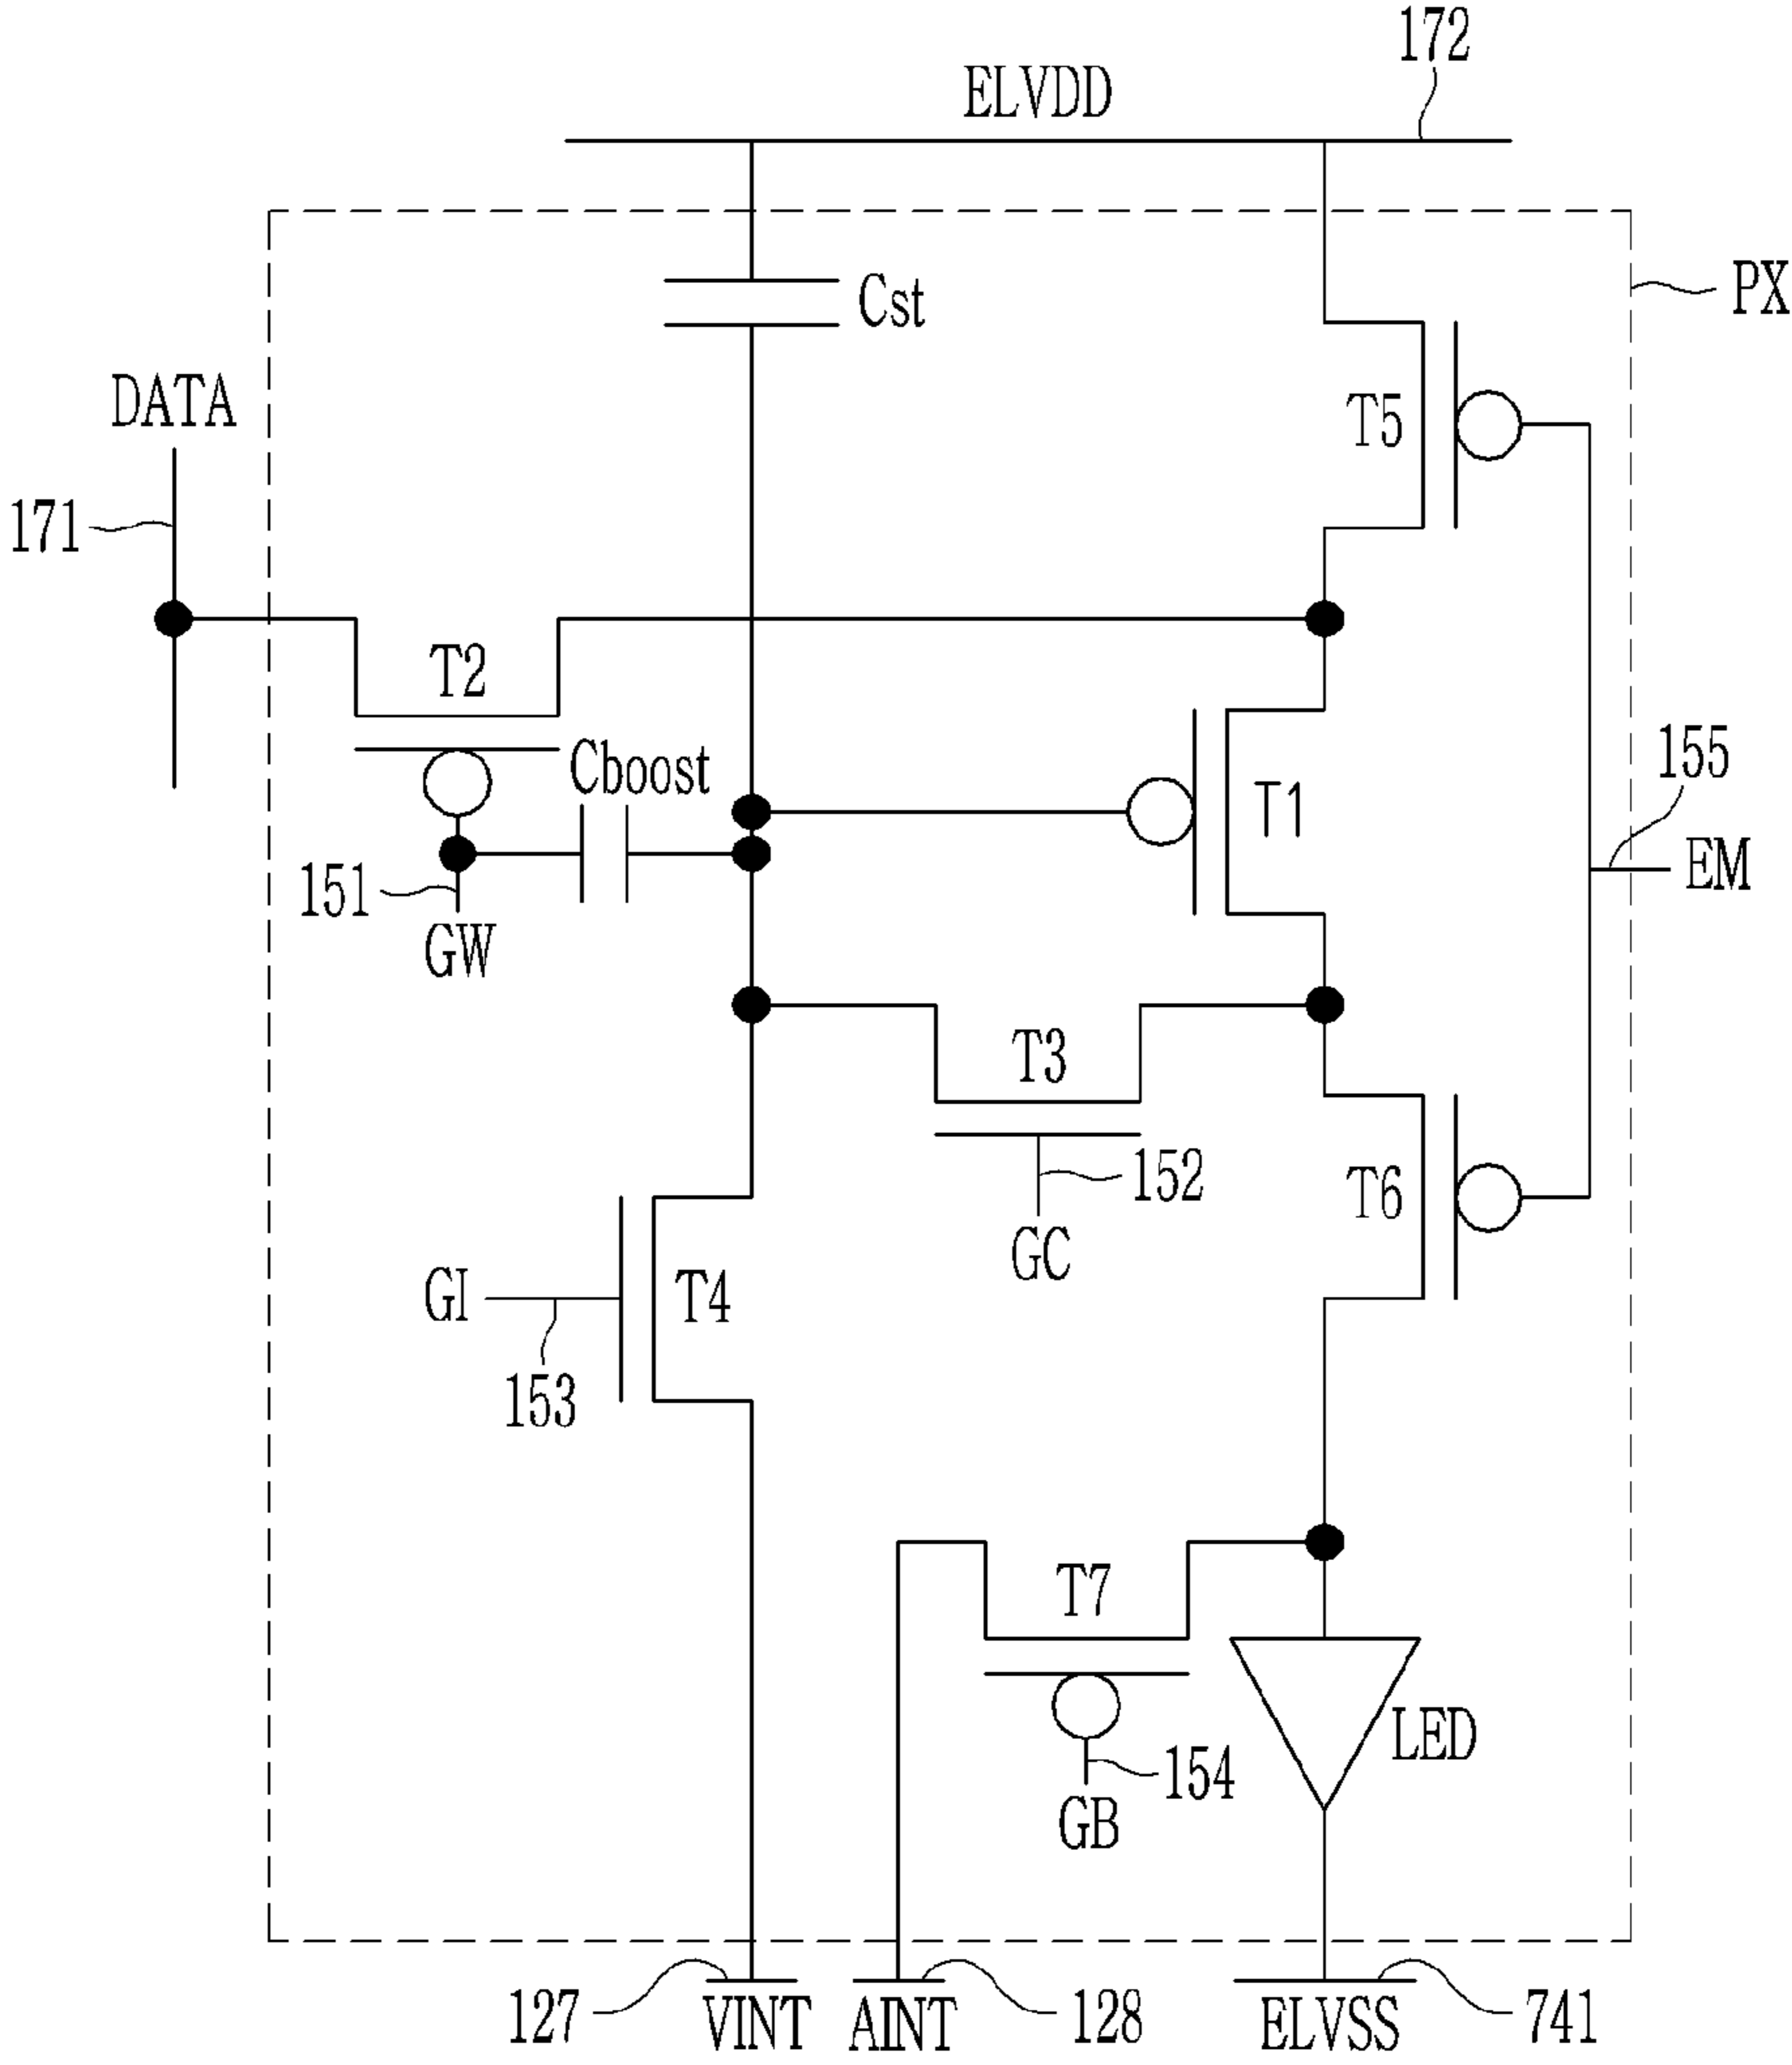 172
ELVDD
PX
Cst
DATA
T5
171
T2
Cboost
T1
155
EM
151
GW
T3
152
T6
GC
GI
T4
153
T7
LED
154
GB
127
VINT
AINT
128
ELVSS
741